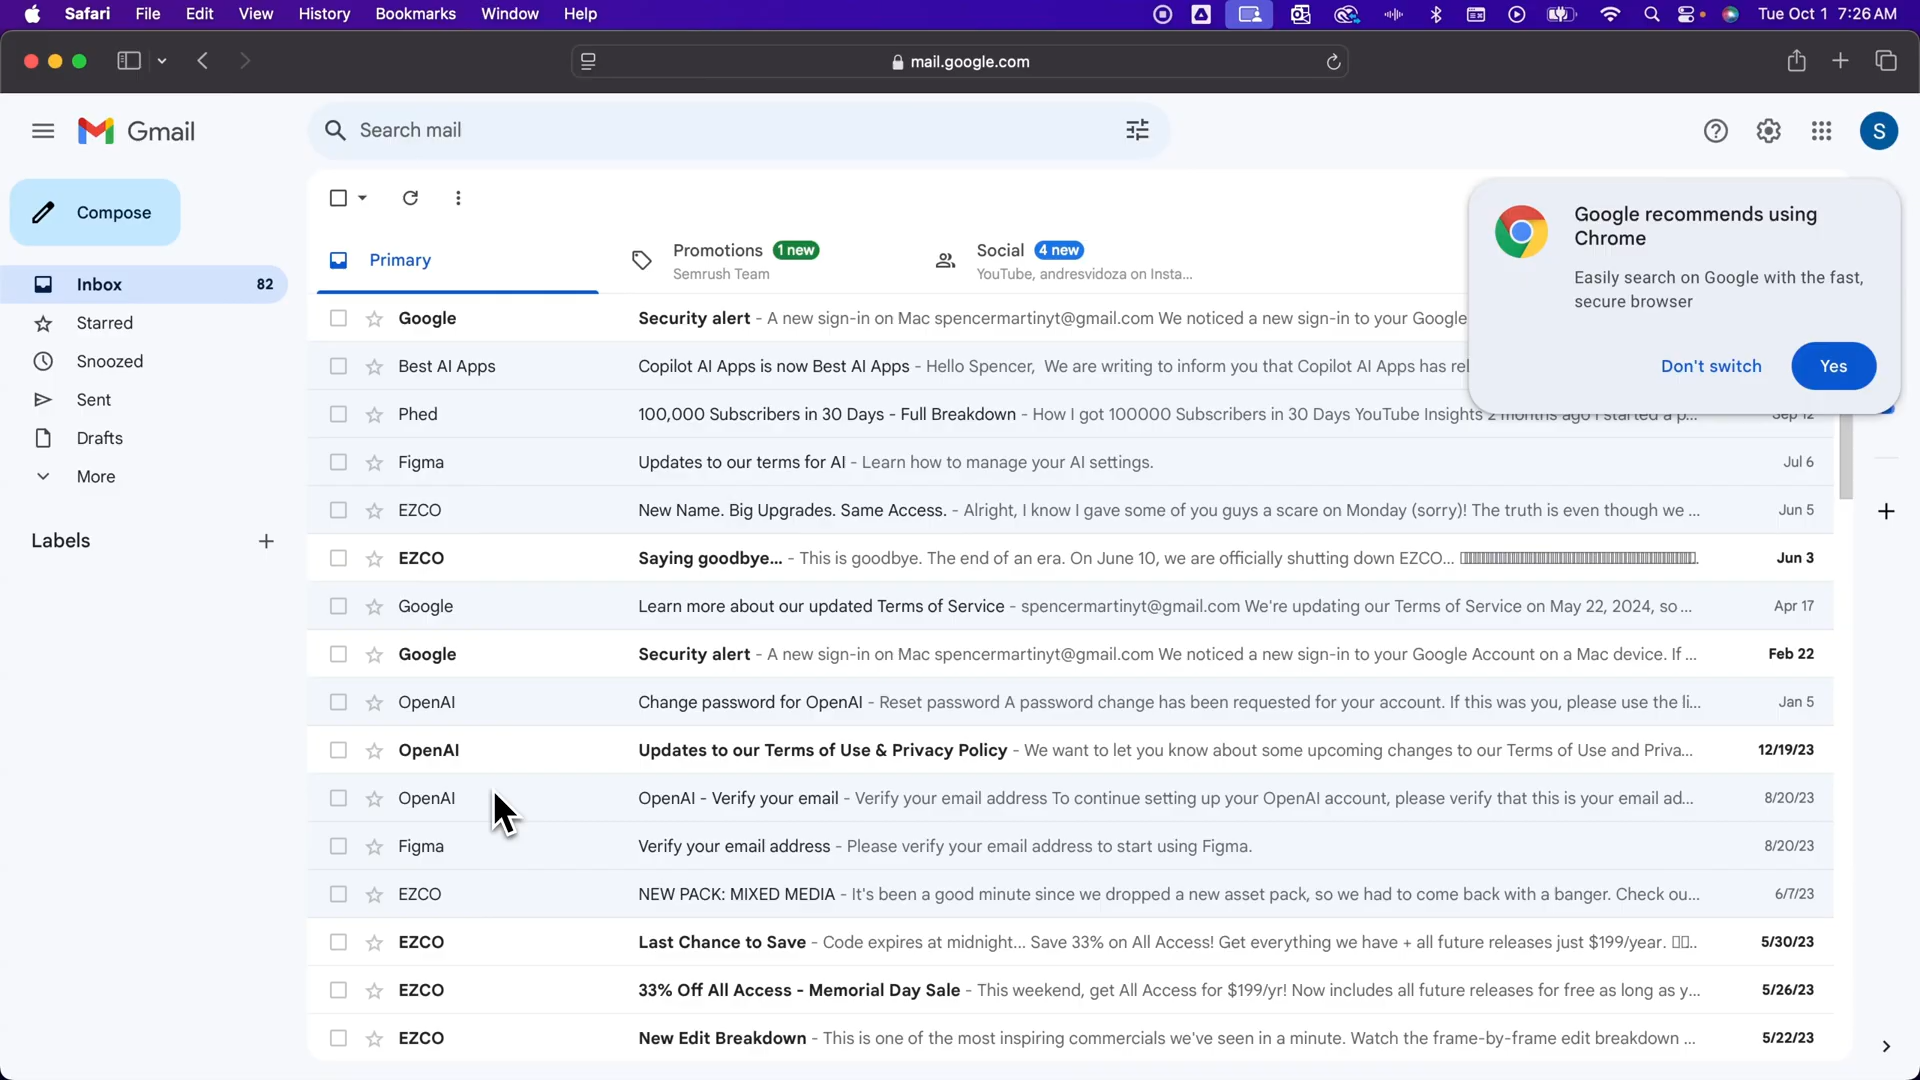 Safari File Edit View History Bookmarks Window Help Tue Oct 1 7:26 AM
mail.google.com
Gmail
Search mail
S
Compose
Inbox 82
Starred
Snoozed
Sent
Drafts
More
Labels
Primary
Promotions 1 new
Semrush Team
Social 4 new
YouTube, andresvidoza on Insta...
Google recommends using
Chrome
Easily search on Google with the fast,
secure browser
Don't switch Yes
Google Security alert - A new sign-in on Mac spencermartinyt@gmail.com We noticed a new sign-in to your Google
Best AI Apps Copilot AI Apps is now Best AI Apps - Hello Spencer, We are writing to inform you that Copilot AI Apps has re
Phed 100,000 Subscribers in 30 Days - Full Breakdown - How I got 100000 Subscribers in 30 Days YouTube Insights 2 months ago I started a p... Sep 12
Figma Updates to our terms for AI - Learn how to manage your AI settings. Jul 6
EZCO New Name. Big Upgrades. Same Access. - Alright, I know I gave some of you guys a scare on Monday (sorry)! The truth is even though we ... Jun 5
EZCO Saying goodbye... - This is goodbye. The end of an era. On June 10, we are officially shutting down EZCO... Jun 3
Google Learn more about our updated Terms of Service - spencermartinyt@gmail.com We're updating our Terms of Service on May 22, 2024, so ... Apr 17
Google Security alert - A new sign-in on Mac spencermartinyt@gmail.com We noticed a new sign-in to your Google Account on a Mac device. If ... Feb 22
OpenAI Change password for OpenAI - Reset password A password change has been requested for your account. If this was you, please use the li... Jan 5
OpenAI Updates to our Terms of Use & Privacy Policy - We want to let you know about some upcoming changes to our Terms of Use and Priva... 12/19/23
OpenAI OpenAI - Verify your email - Verify your email address To continue setting up your OpenAI account, please verify that this is your email ad... 8/20/23
Figma Verify your email address - Please verify your email address to start using Figma. 8/20/23
EZCO NEW PACK: MIXED MEDIA - It's been a good minute since we dropped a new asset pack, so we had to come back with a banger. Check ou... 6/7/23
EZCO Last Chance to Save - Code expires at midnight... Save 33% on All Access! Get everything we have + all future releases just $199/year. 5/30/23
EZCO 33% Off All Access - Memorial Day Sale - This weekend, get All Access for $199/yr! Now includes all future releases for free as long as y... 5/26/23
EZCO New Edit Breakdown - This is one of the most inspiring commercials we've seen in a minute. Watch the frame-by-frame edit breakdown ... 5/22/23